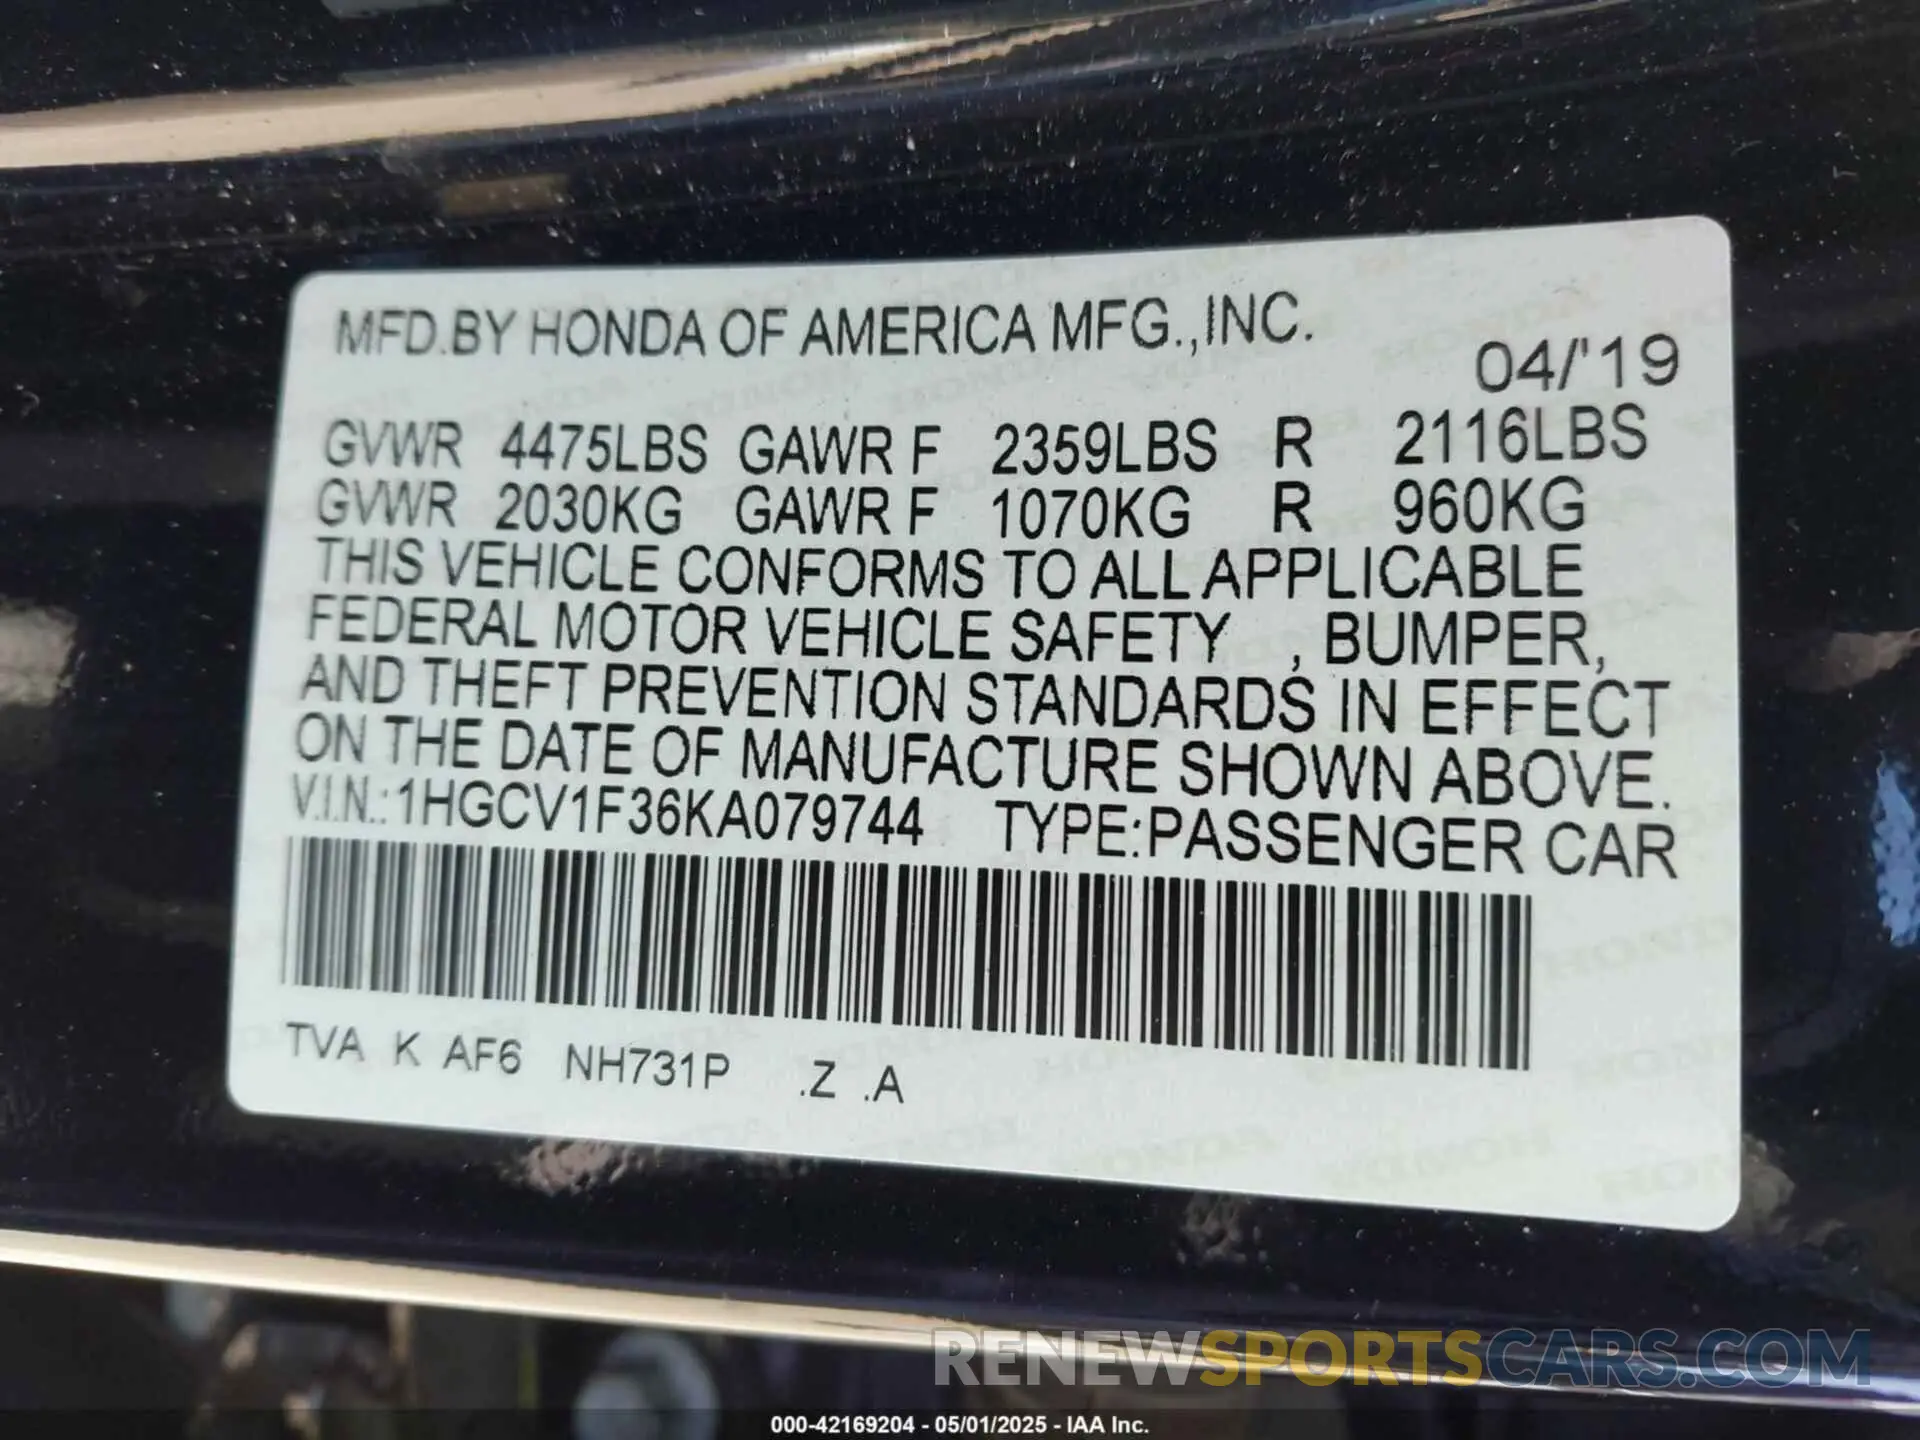 MFD.BY HONDA OF AMERICA MFG.,INC.
04/'19
GVWR 4475LBS GAWR F 2359LBS R 2116LBS
GVWR 2030KG GAWR F 1070KG R 960KG
THIS VEHICLE CONFORMS TO ALL APPLICABLE
FEDERAL MOTOR VEHICLE SAFETY , BUMPER,
AND THEFT PREVENTION STANDARDS IN EFFECT
ON THE DATE OF MANUFACTURE SHOWN ABOVE.
V.I.N.:1HGCV1F36KA079744 TYPE:PASSENGER CAR
TVA K AF6 NH731P .Z .A
RENEWSPORTSCARS.COM
000-42169204 - 05/01/2025 - IAA Inc.